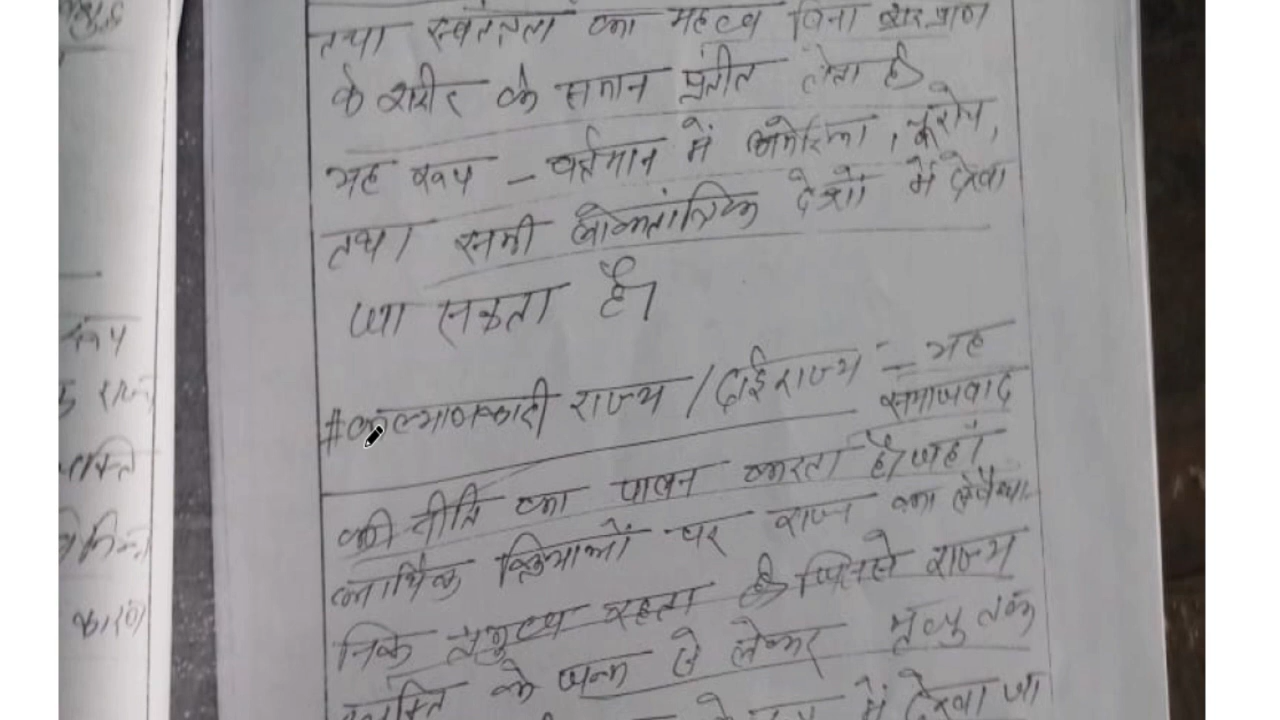 तथा स्वतंत्रता का महत्व बिना प्राण
के शरीर के समान प्रतीत होता है
यह रूप – वर्तमान में अमेरिका, यूरोप,
तथा सभी लोकतांत्रिक देशों में देखा
जा सकता है।
#कल्याणकारी राज्य / दाई राज्य – यह समाजवाद
की नीति का पालन करता है। जहाँ
आर्थिक क्रियाओं पर राज्य का
रहता है जिससे राज्य
व्यक्ति के जन्म से लेकर मृत्यु तक
में देखा जा
रूप
कारण